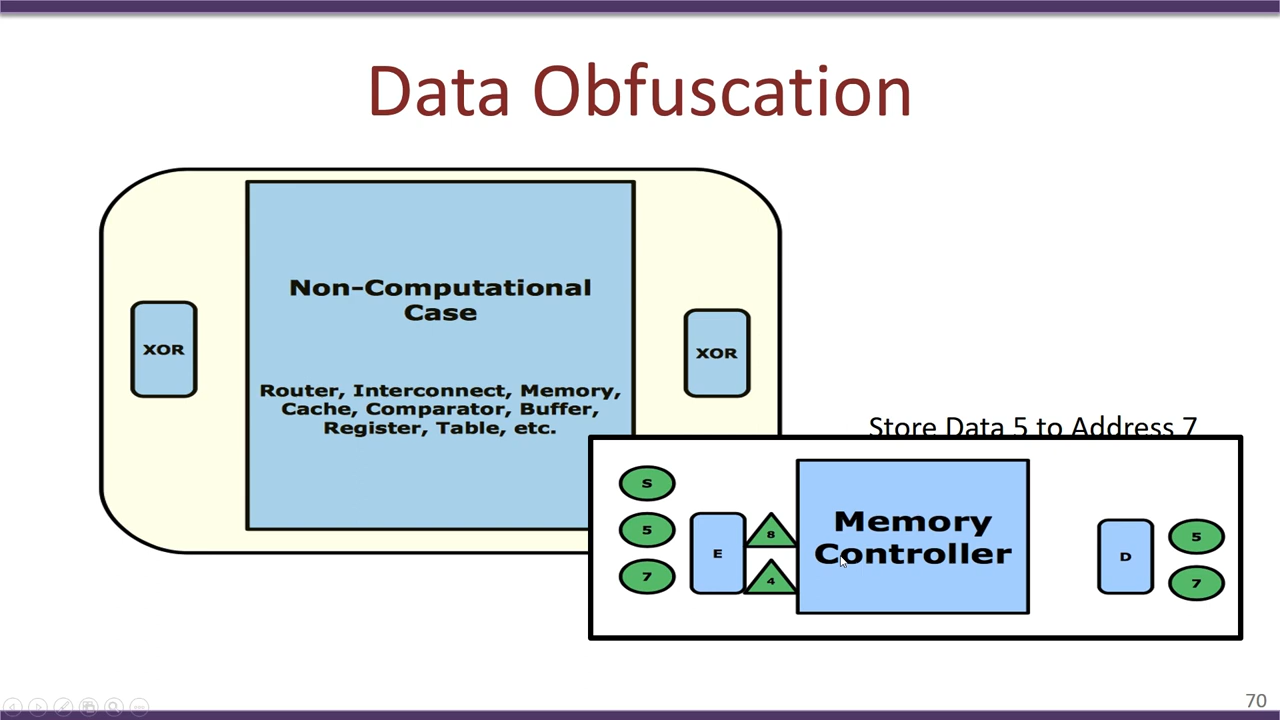 Data Obfuscation
Non-Computational
Case
XOR
XOR
Router, Interconnect, Memory,
Cache, Comparator, Buffer,
Register, Table, etc.
Store Data 5 to Address 7
S
5
7
E
8
4
Memory
Controller
D
5
7
70